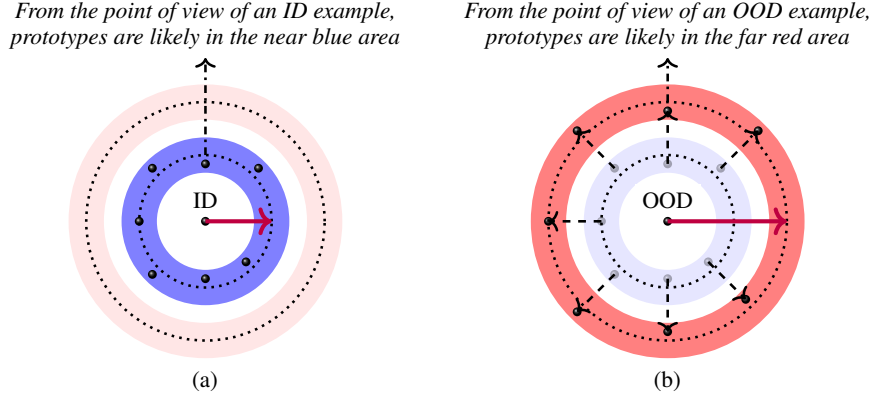 From the point of view of an ID example,
prototypes are likely in the near blue area
ID
(a)
From the point of view of an OOD example,
prototypes are likely in the far red area
OOD
(b)